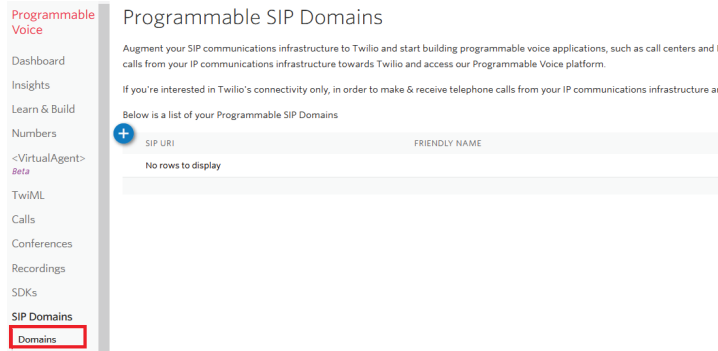 Programmable
Voice
Dashboard
Insights
Learn & Build
Numbers
<VirtualAgent>
Beta
TwiML
Calls
Conferences
Recordings
SDKs
SIP Domains
Domains
Programmable SIP Domains
Augment your SIP communications infrastructure to Twilio and start building programmable voice applications, such as call centers and
calls from your IP communications infrastructure towards Twilio and access our Programmable Voice platform.
If you're interested in Twilio's connectivity only, in order to make & receive telephone calls from your IP communications infrastructure
Below is a list of your Programmable SIP Domains
SIP URI FRIENDLY NAME
No rows to display